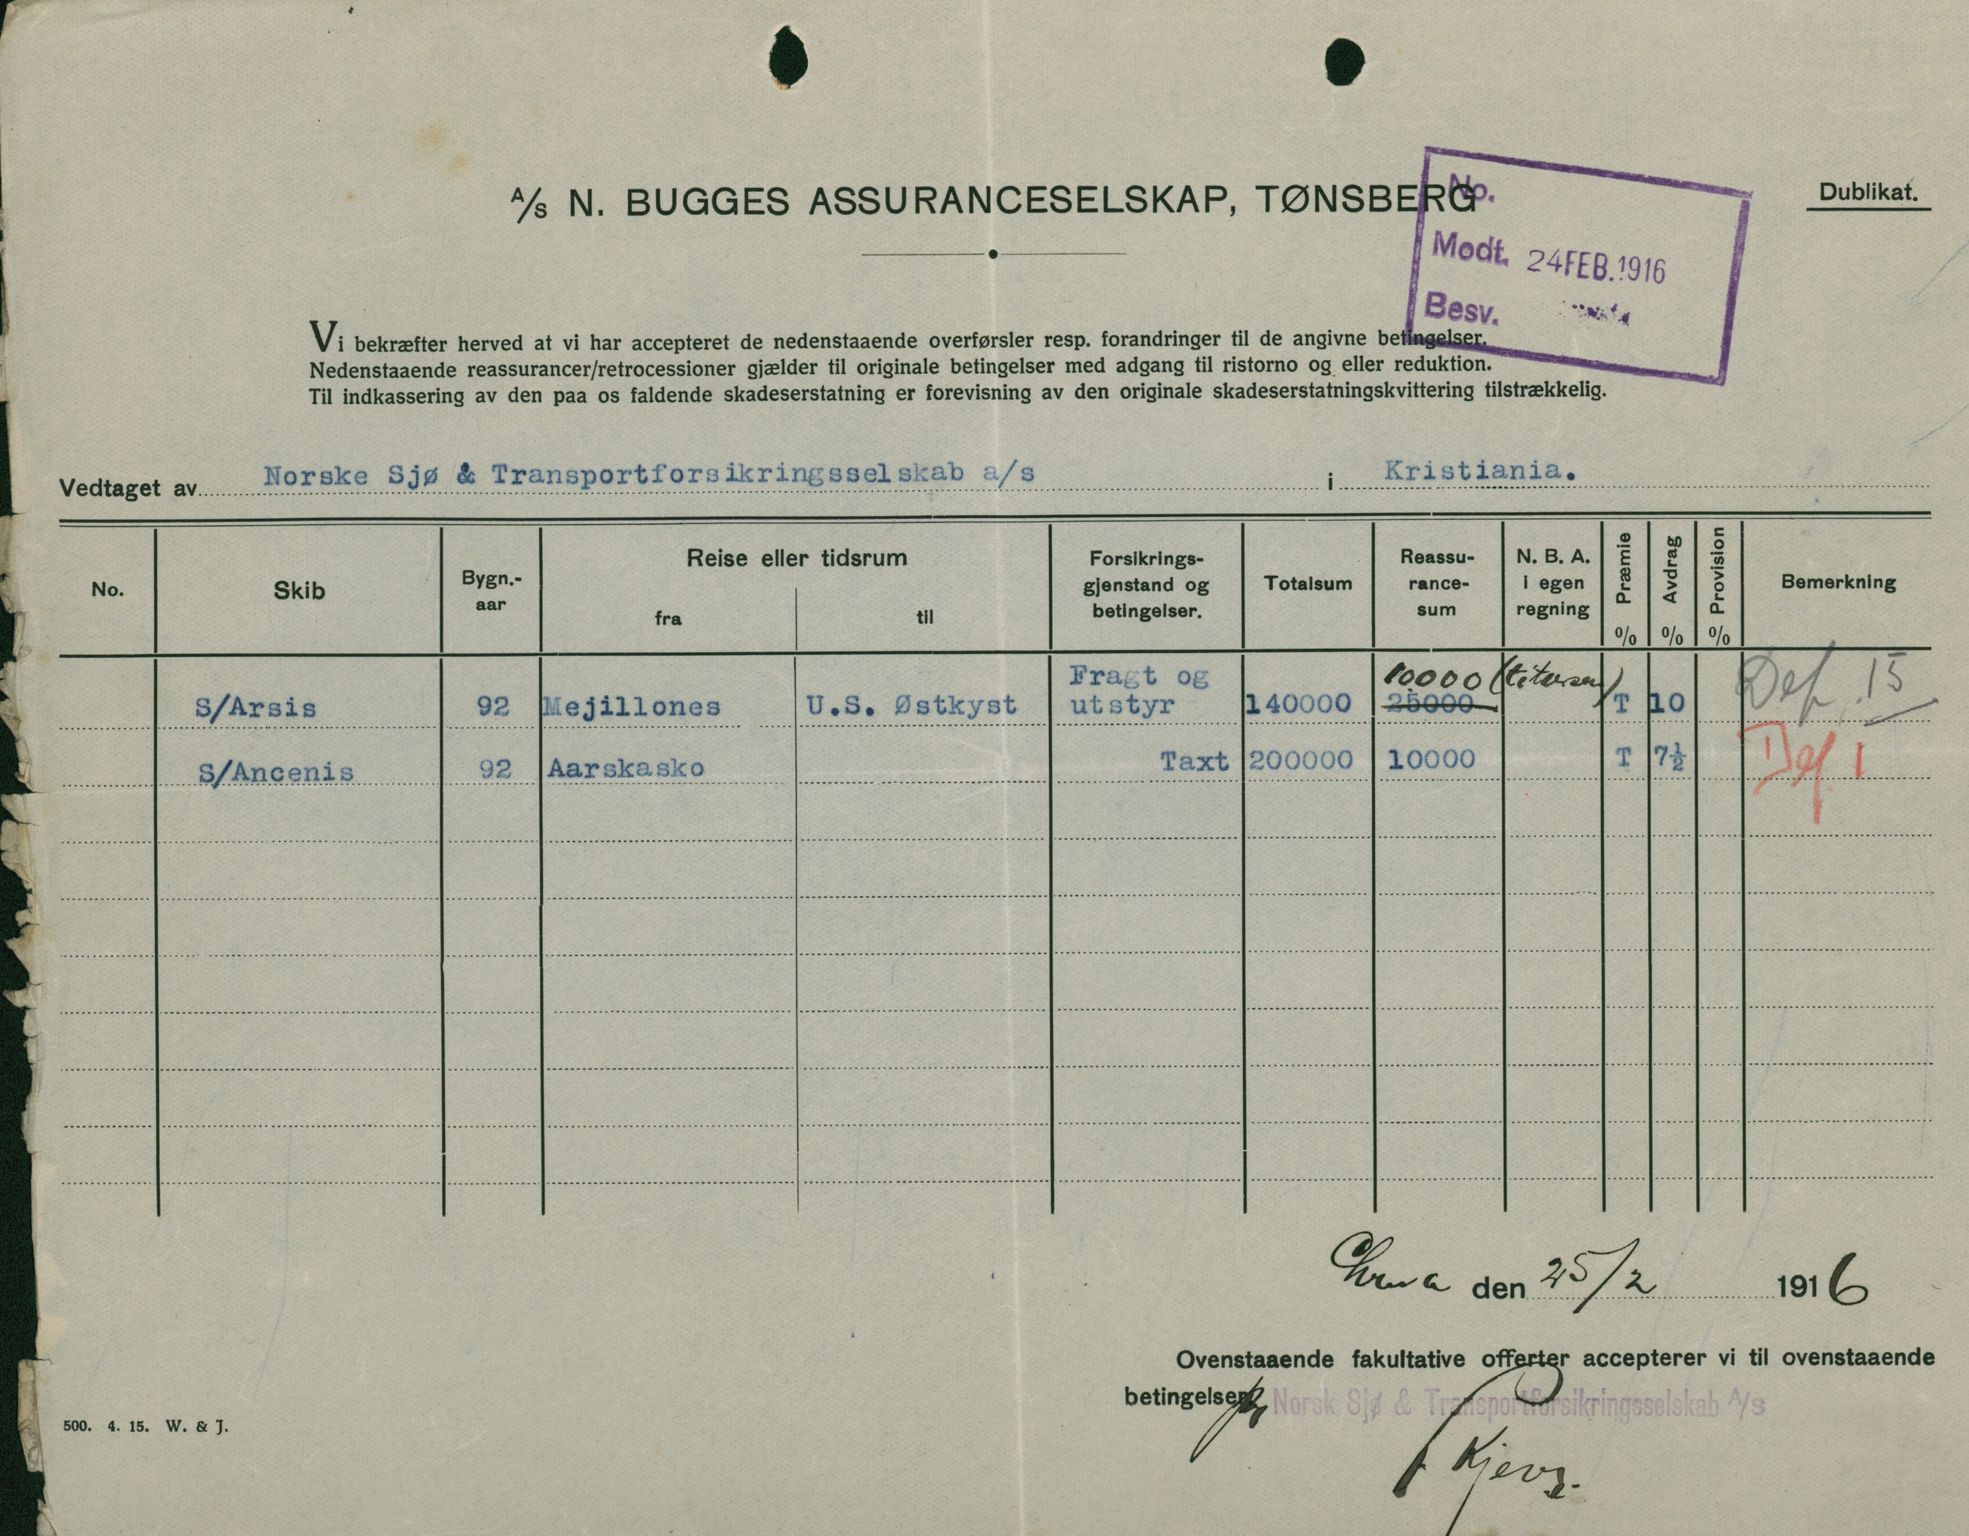 A/S N. BUGGES ASSURANCESELSKAP, TØNSBERG
Dublikat.
No.
Modt. 24 FEB. 1916
Besv.
Vi bekræfter herved at vi har accepteret de nedenstaaende overførsler resp. forandringer til de angivne betingelser.
Nedenstaaende reassurancer/retrocessioner gjælder til originale betingelser med adgang til ristorno og eller reduktion.
Til indkassering av den paa os faldende skadeserstatning er forevisning av den originale skadeserstatningskvittering tilstrækkelig.
Vedtaget av Norske Sjø & Transportforsikringsselskab a/s i Kristiania.
No. Skib Bygn.-aar Reise eller tidsrum fra til Forsikrings-gjenstand og betingelser. Totalsum Reassu-rance-sum N. B. A. i egen regning Præmie % Avdrag % Provision % Bemerkning
Fragt og 10000
S/Arsis 92 Mejillones U.S. Østkyst utstyr 140000 25000 T 10 Def. 15
S/Ancenis 92 Aarskasko Taxt 200000 10000 T 7½ Def. 1
Chra den 25/2 1916
Ovenstaaende fakultative offerter accepterer vi til ovenstaaende
betingelser
Norsk Sjø & Transportforsikringsselskab A/S
500. 4. 15. W. & J.